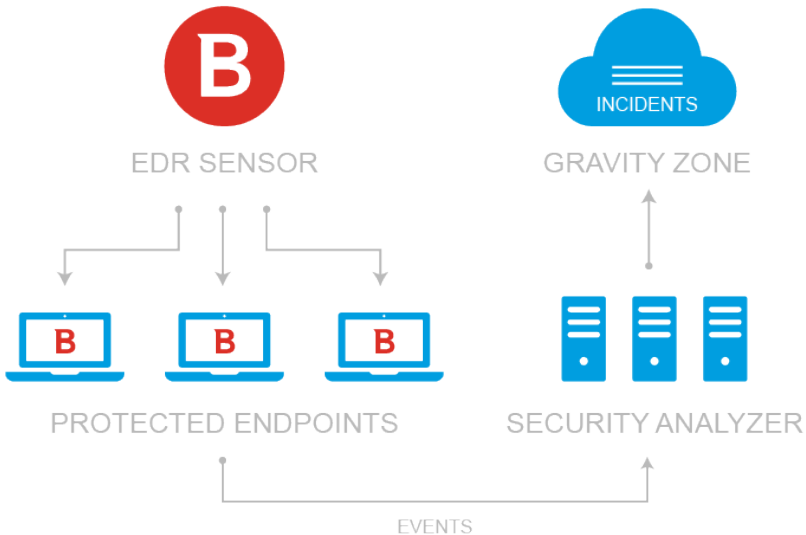 B
INCIDENTS
EDR SENSOR
GRAVITY ZONE
B
B
B
PROTECTED ENDPOINTS
SECURITY ANALYZER
EVENTS